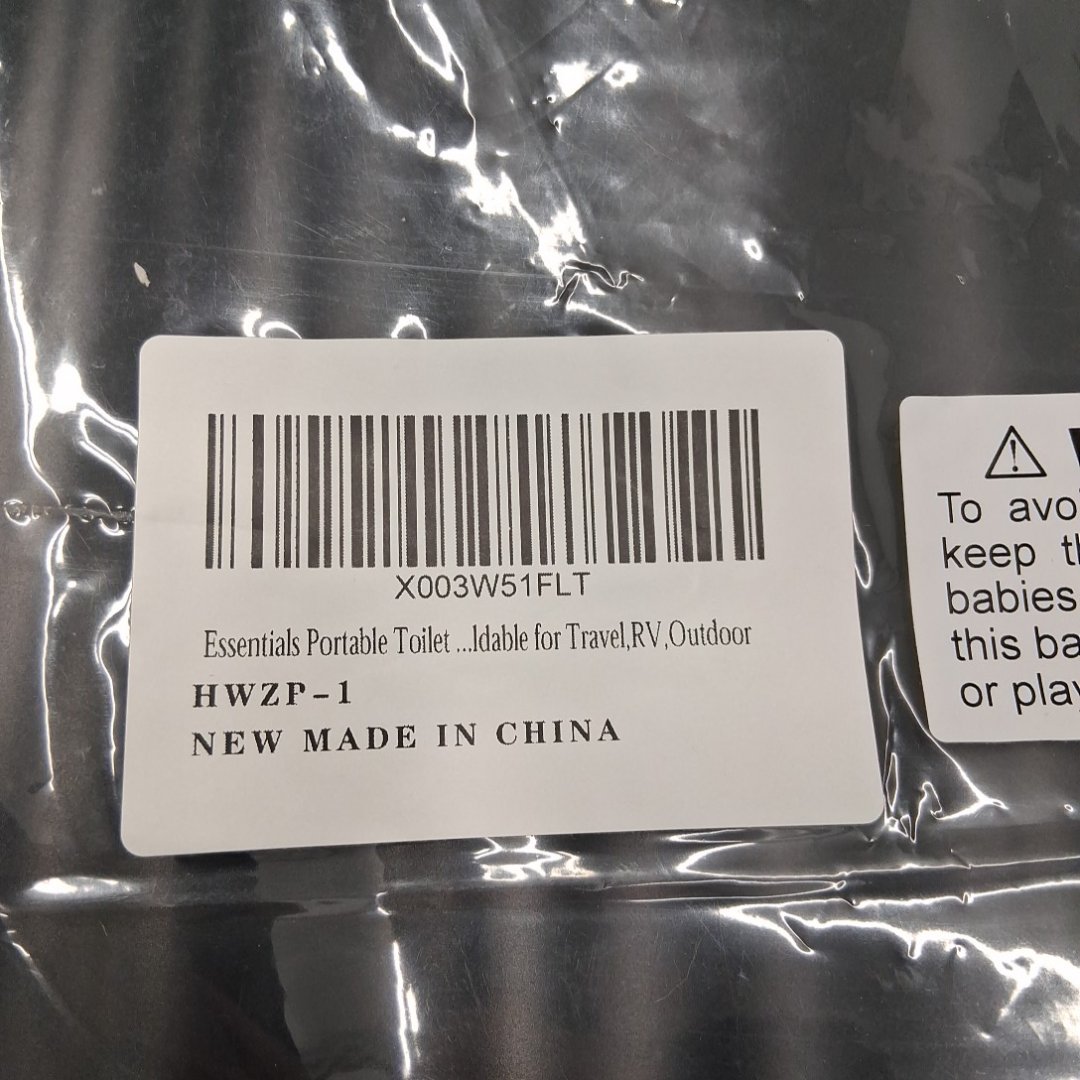 X003W51FLT
Essentials Portable Toilet ...ldable for Travel,RV,Outdoor
HWZP-1
NEW MADE IN CHINA
To avo
keep th
babies
this ba
or play